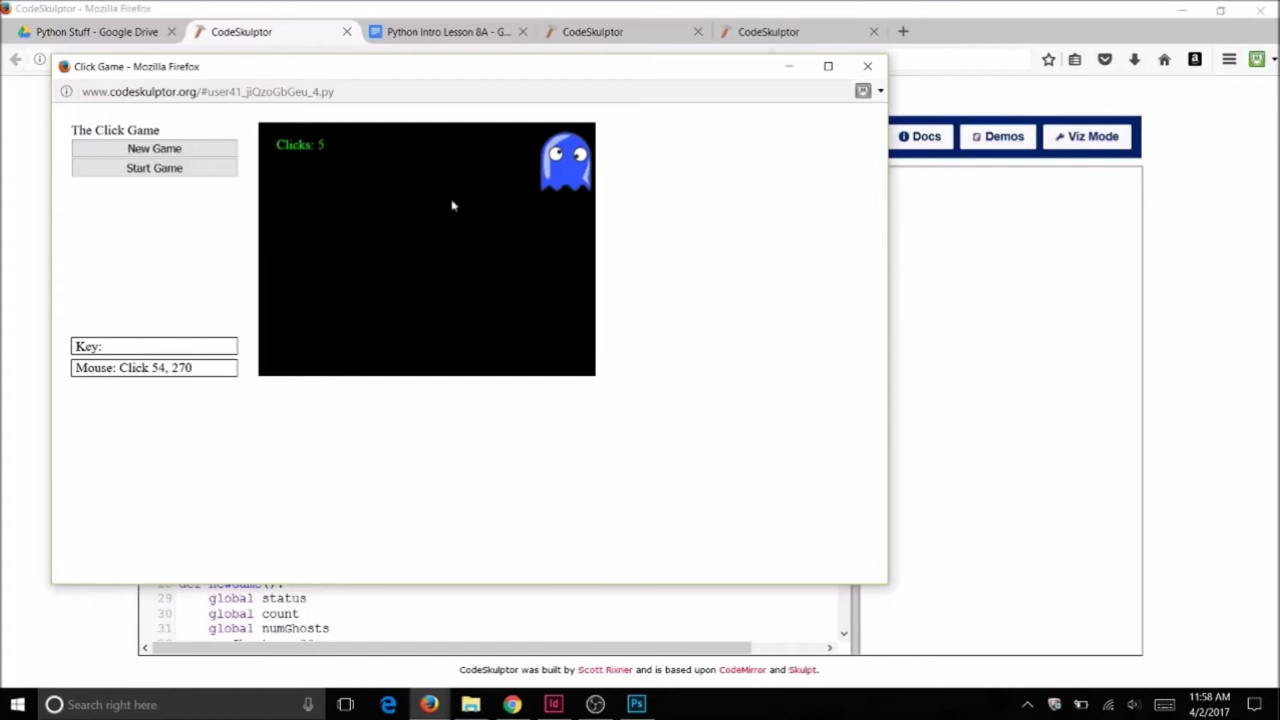 CodeSkulptor - Mozilla Firefox
Python Stuff - Google Drive
CodeSkulptor
Python Intro Lesson 8A - G...
CodeSkulptor
CodeSkulptor
Click Game - Mozilla Firefox
www.codeskulptor.org/#user41_jiQzoGbGeu_4.py
The Click Game
New Game
Start Game
Clicks: 5
Docs
Demos
Viz Mode
Key:
Mouse: Click 54, 270
29 global status
30 global count
31 global numGhosts
CodeSkulptor was built by Scott Rixner and is based upon CodeMirror and Skulpt.
Search right here
11:58 AM
4/2/2017